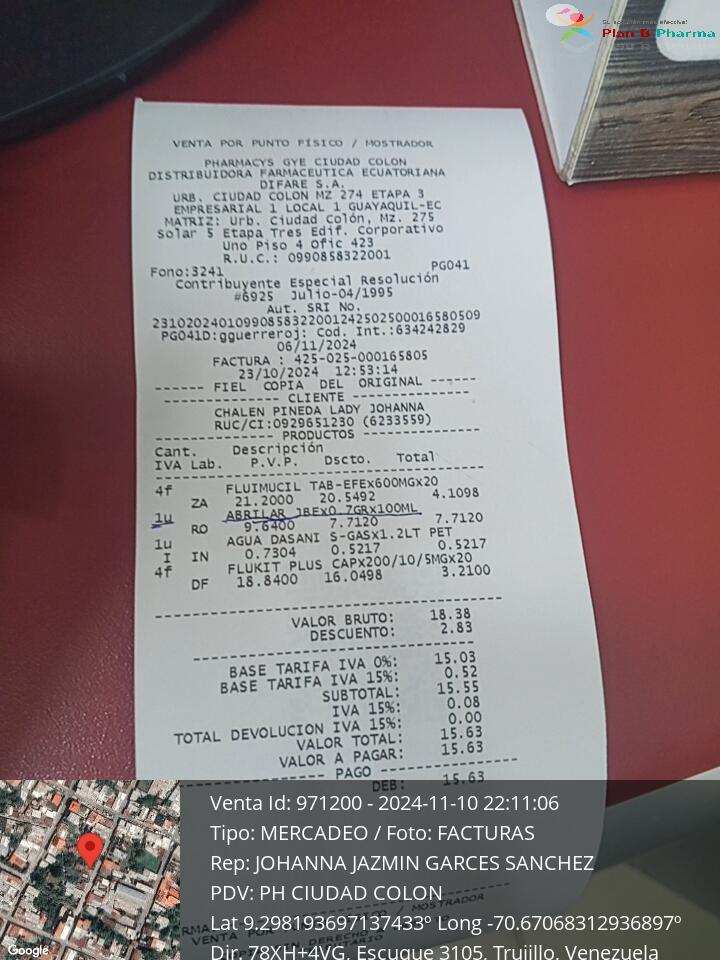 Su solución más efectiva!
Plan B Pharma
VENTA POR PUNTO FÍSICO / MOSTRADOR
PHARMACYS GYE CIUDAD COLON
DISTRIBUIDORA FARMACEUTICA ECUATORIANA
DIFARE S.A.
URB. CIUDAD COLON MZ 274 ETAPA 3
EMPRESARIAL 1 LOCAL 1 GUAYAQUIL-EC
MATRIZ: Urb. Ciudad Colón, Mz. 275
Solar 5 Etapa Tres Edif. Corporativo
Uno Piso 4 Ofic 423
R.U.C.: 0990858322001
Fono:3241 PG041
Contribuyente Especial Resolución
#6925 Julio-04/1995
Aut. SRI No.
2310202401099085832200124250250001658050​9
PG041D:gguerreroj: Cod. Int.:634242829
06/11/2024
FACTURA : 425-025-000165805
23/10/2024 12:53:14
------ FIEL COPIA DEL ORIGINAL ------
CLIENTE
CHALEN PINEDA LADY JOHANNA
RUC/CI:0929651230 (6233559)
PRODUCTOS
Cant. Descripción
IVA Lab. P.V.P. Dscto. Total
4f FLUIMUCIL TAB-EFEx600MGx20
ZA 21.2000 20.5492 4.1098
1u ABRILAR JBEx0.7GRx100ML
RO 9.6400 7.7120 7.7120
1u AGUA DASANI S-GASx1.2LT PET
I IN 0.7304 0.5217 0.5217
4f FLUKIT PLUS CAPx200/10/5MGx20
DF 18.8400 16.0498 3.2100
VALOR BRUTO: 18.38
DESCUENTO: 2.83
BASE TARIFA IVA 0%: 15.03
BASE TARIFA IVA 15%: 0.52
SUBTOTAL: 15.55
IVA 15%: 0.08
TOTAL DEVOLUCION IVA 15%: 0.00
VALOR TOTAL: 15.63
VALOR A PAGAR: 15.63
PAGO
DEB: 15.63
Venta Id: 971200 - 2024-11-10 22:11:06
Tipo: MERCADEO / Foto: FACTURAS
Rep: JOHANNA JAZMIN GARCES SANCHEZ
PDV: PH CIUDAD COLON
Lat 9.298193697137433º Long -70.67068312936897º
Dir. 78XH+4VG, Escuque 3105, Trujillo, Venezuela
Google